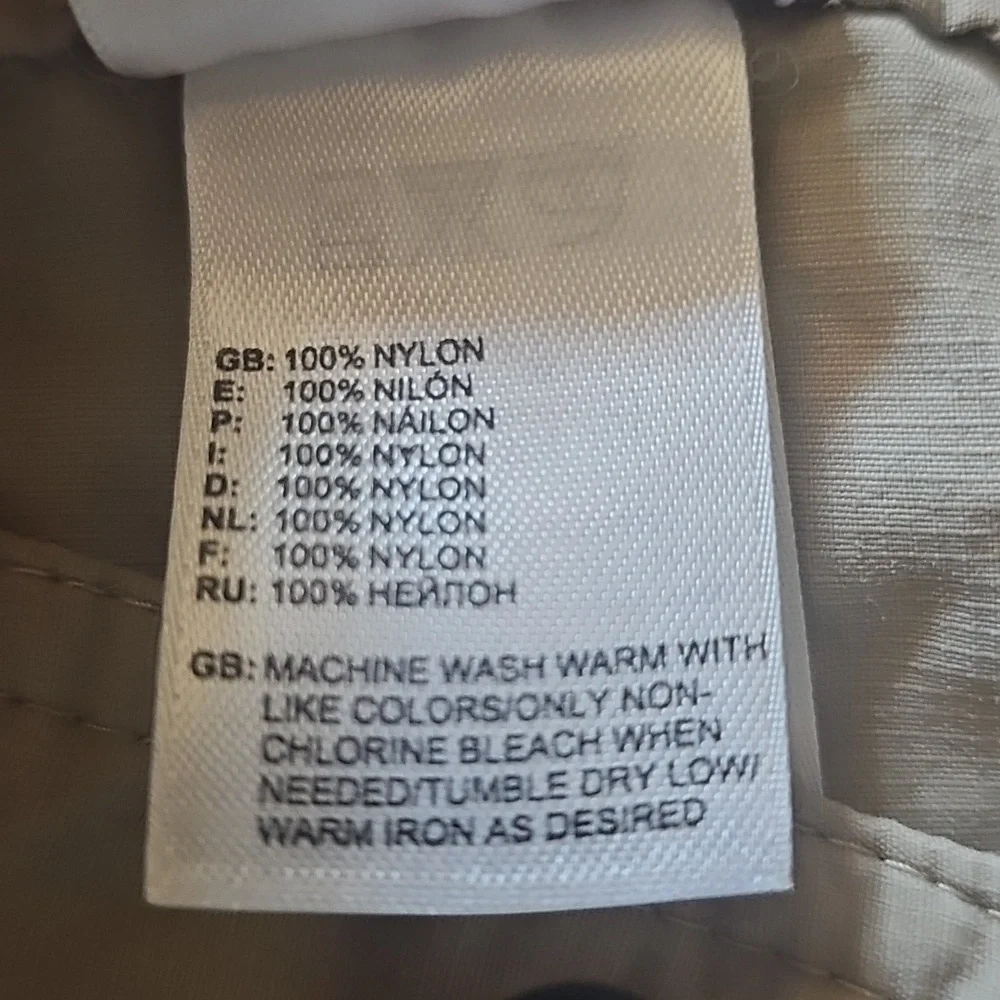 GB: 100% NYLON
E: 100% NILÓN
P: 100% NÁILON
I: 100% NYLON
D: 100% NYLON
NL: 100% NYLON
F: 100% NYLON
RU: 100% НЕЙЛОН
GB: MACHINE WASH WARM WITH
LIKE COLORS/ONLY NON-
CHLORINE BLEACH WHEN
NEEDED/TUMBLE DRY LOW/
WARM IRON AS DESIRED